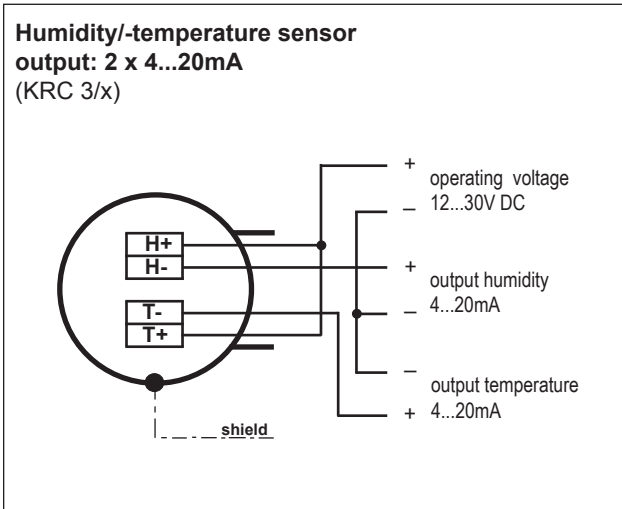 Humidity/-temperature sensor
output: 2 x 4...20mA
(KRC 3/x)
H+
H-
T-
T+
shield
+
operating voltage
– 12...30V DC
+
output humidity
– 4...20mA
–
output temperature
+ 4...20mA